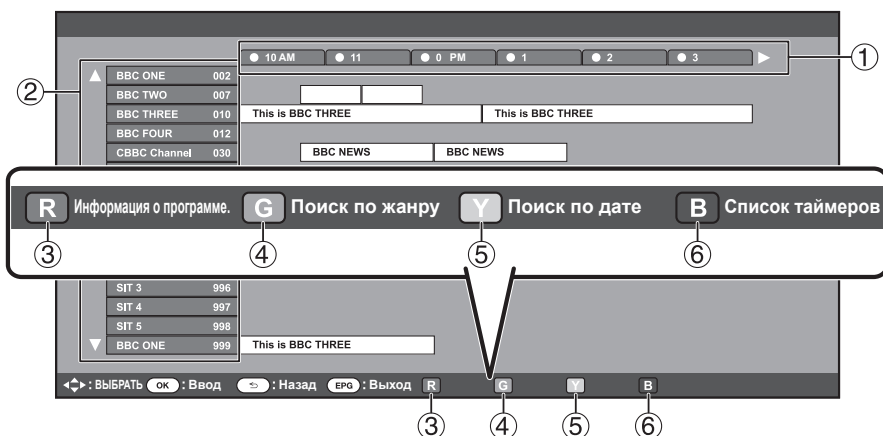 10 AM 11 0 PM 1 2 3 ①
②
BBC ONE 002
BBC TWO 007
BBC THREE 010 This is BBC THREE This is BBC THREE
BBC FOUR 012
CBBC Channel 030 BBC NEWS BBC NEWS
R Информация о программе. G Поиск по жанру Y Поиск по дате B Список таймеров
③ ④ ⑤ ⑥
SIT 3 996
SIT 4 997
SIT 5 998
BBC ONE 999 This is BBC THREE
: ВЫБРАТЬ OK : Ввод : Назад EPG : Выход R G Y B
③ ④ ⑤ ⑥